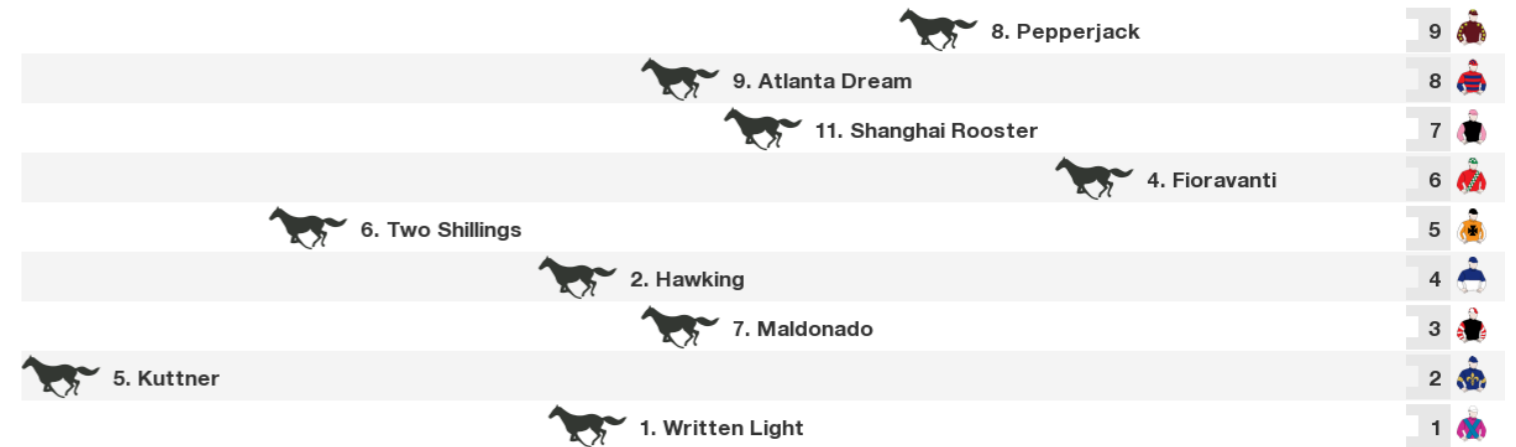 8. Pepperjack 9
9. Atlanta Dream 8
11. Shanghai Rooster 7
4. Fioravanti 6
6. Two Shillings 5
2. Hawking 4
7. Maldonado 3
5. Kuttner 2
1. Written Light 1